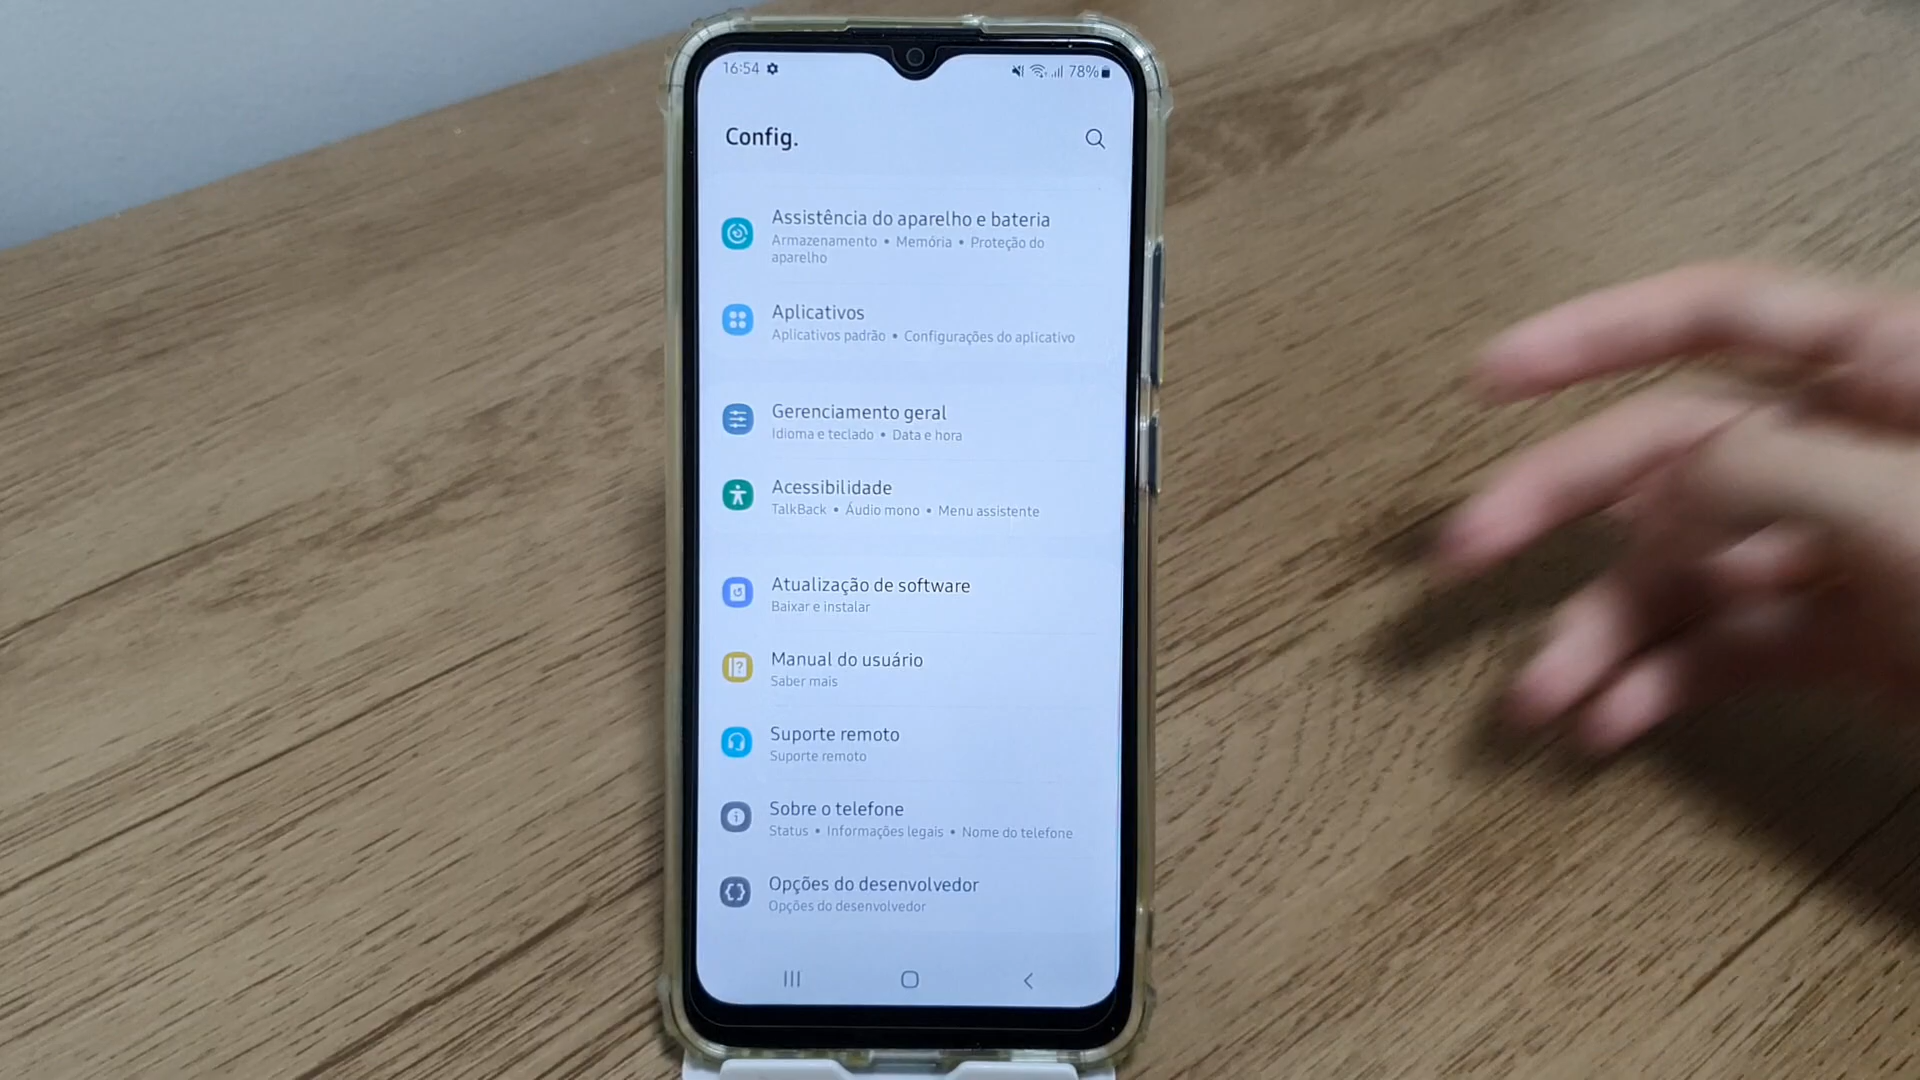 16:54
78%
Config.
Assistência do aparelho e bateria
Armazenamento • Memória • Proteção do
aparelho
Aplicativos
Aplicativos padrão • Configurações do aplicativo
Gerenciamento geral
Idioma e teclado • Data e hora
Acessibilidade
TalkBack • Áudio mono • Menu assistente
Atualização de software
Baixar e instalar
Manual do usuário
Saber mais
Suporte remoto
Suporte remoto
Sobre o telefone
Status • Informações legais • Nome do telefone
Opções do desenvolvedor
Opções do desenvolvedor